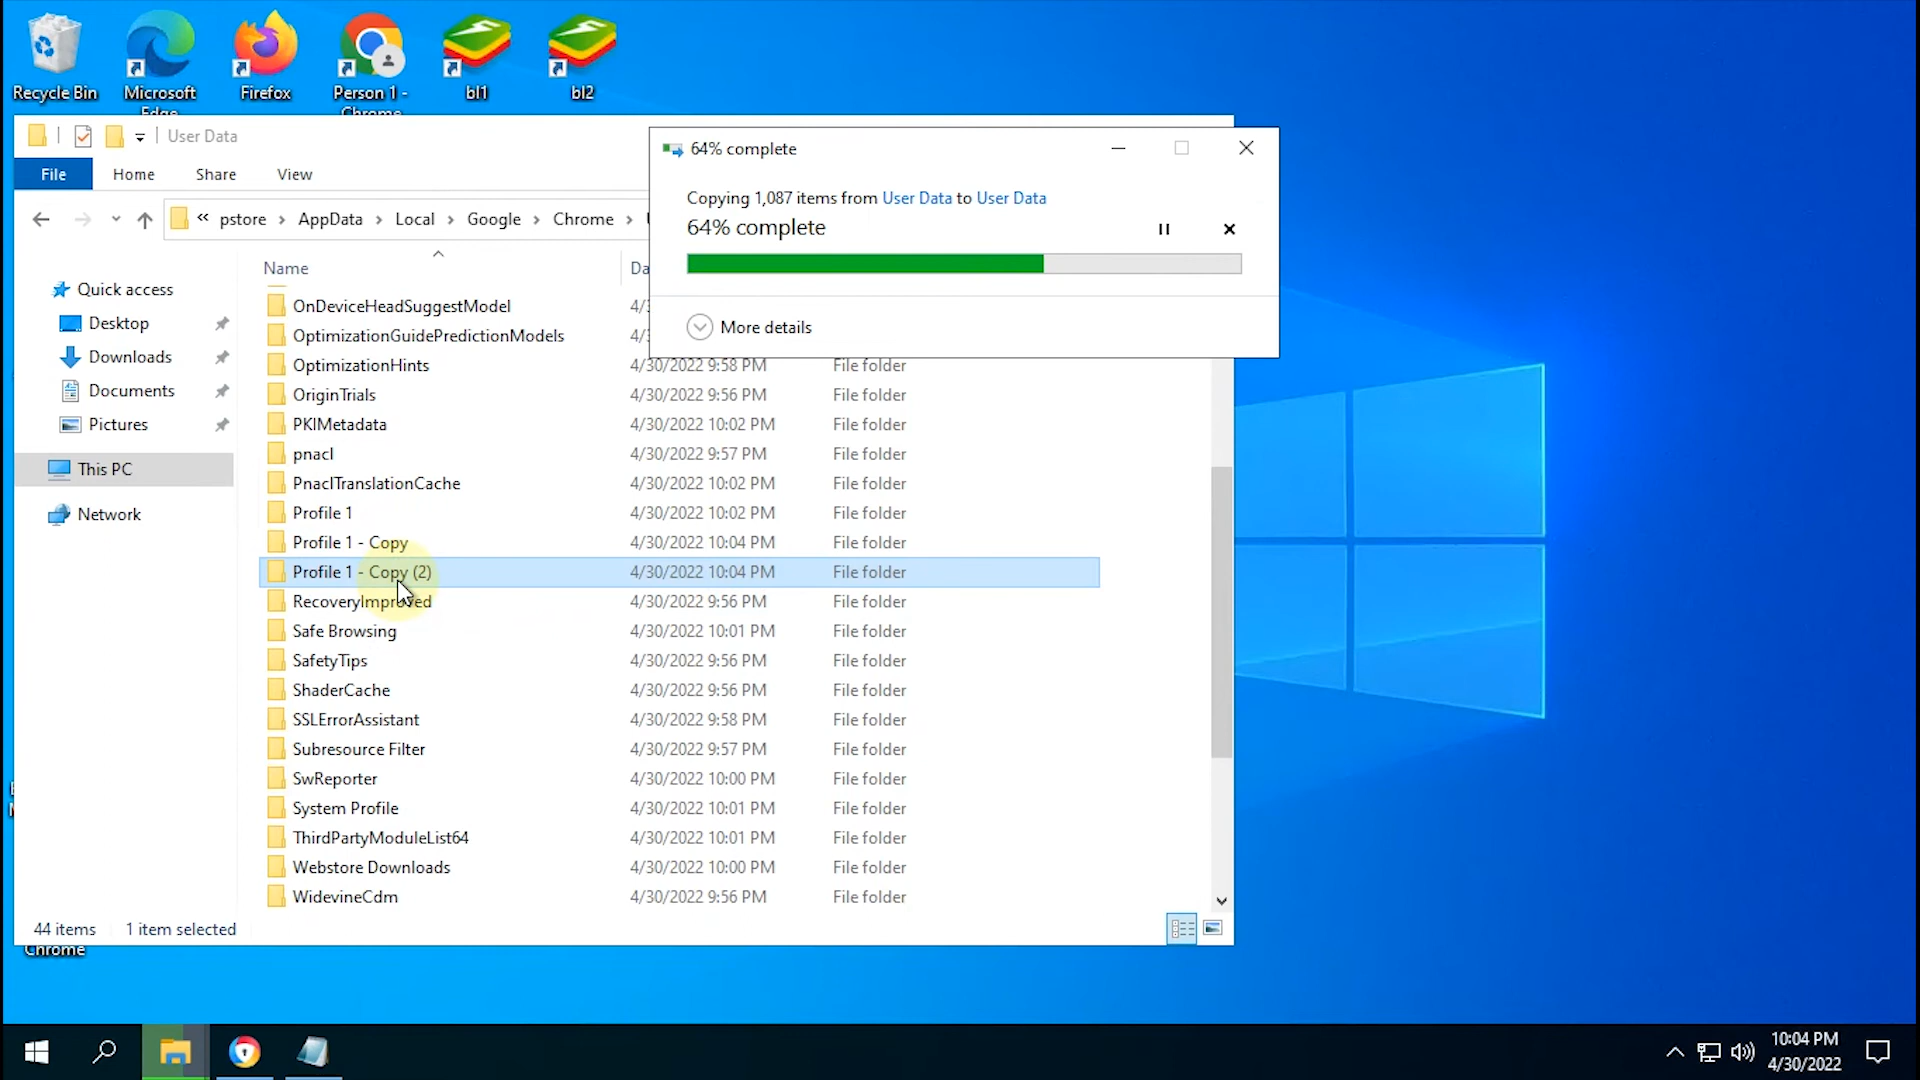 Recycle Bin
Microsoft Edge
Firefox
Person 1 - Chrome
bl1
bl2
User Data
File
Home
Share
View
« pstore > AppData > Local > Google > Chrome >
64% complete
Copying 1,087 items from User Data to User Data
64% complete
More details
Quick access
Desktop
Downloads
Documents
Pictures
This PC
Network
Name
Da
OnDeviceHeadSuggestModel 4/3
OptimizationGuidePredictionModels 4/3
OptimizationHints 4/30/2022 9:58 PM File folder
OriginTrials 4/30/2022 9:56 PM File folder
PKIMetadata 4/30/2022 10:02 PM File folder
pnacl 4/30/2022 9:57 PM File folder
PnaclTranslationCache 4/30/2022 10:02 PM File folder
Profile 1 4/30/2022 10:02 PM File folder
Profile 1 - Copy 4/30/2022 10:04 PM File folder
Profile 1 - Copy (2) 4/30/2022 10:04 PM File folder
RecoveryImproved 4/30/2022 9:56 PM File folder
Safe Browsing 4/30/2022 10:01 PM File folder
SafetyTips 4/30/2022 9:56 PM File folder
ShaderCache 4/30/2022 9:56 PM File folder
SSLErrorAssistant 4/30/2022 9:58 PM File folder
Subresource Filter 4/30/2022 9:57 PM File folder
SwReporter 4/30/2022 10:00 PM File folder
System Profile 4/30/2022 10:01 PM File folder
ThirdPartyModuleList64 4/30/2022 10:01 PM File folder
Webstore Downloads 4/30/2022 10:00 PM File folder
WidevineCdm 4/30/2022 9:56 PM File folder
44 items 1 item selected
Chrome
10:04 PM
4/30/2022